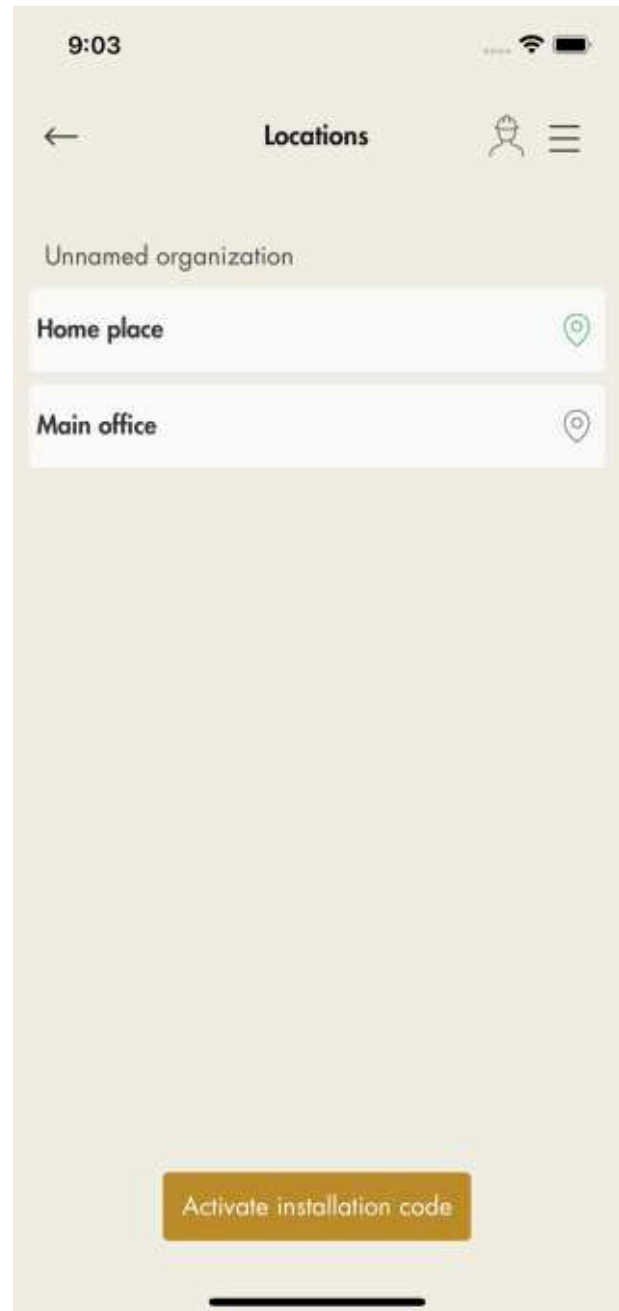 9:03
Locations
Unnamed organization
Home place
Main office
Activate installation code